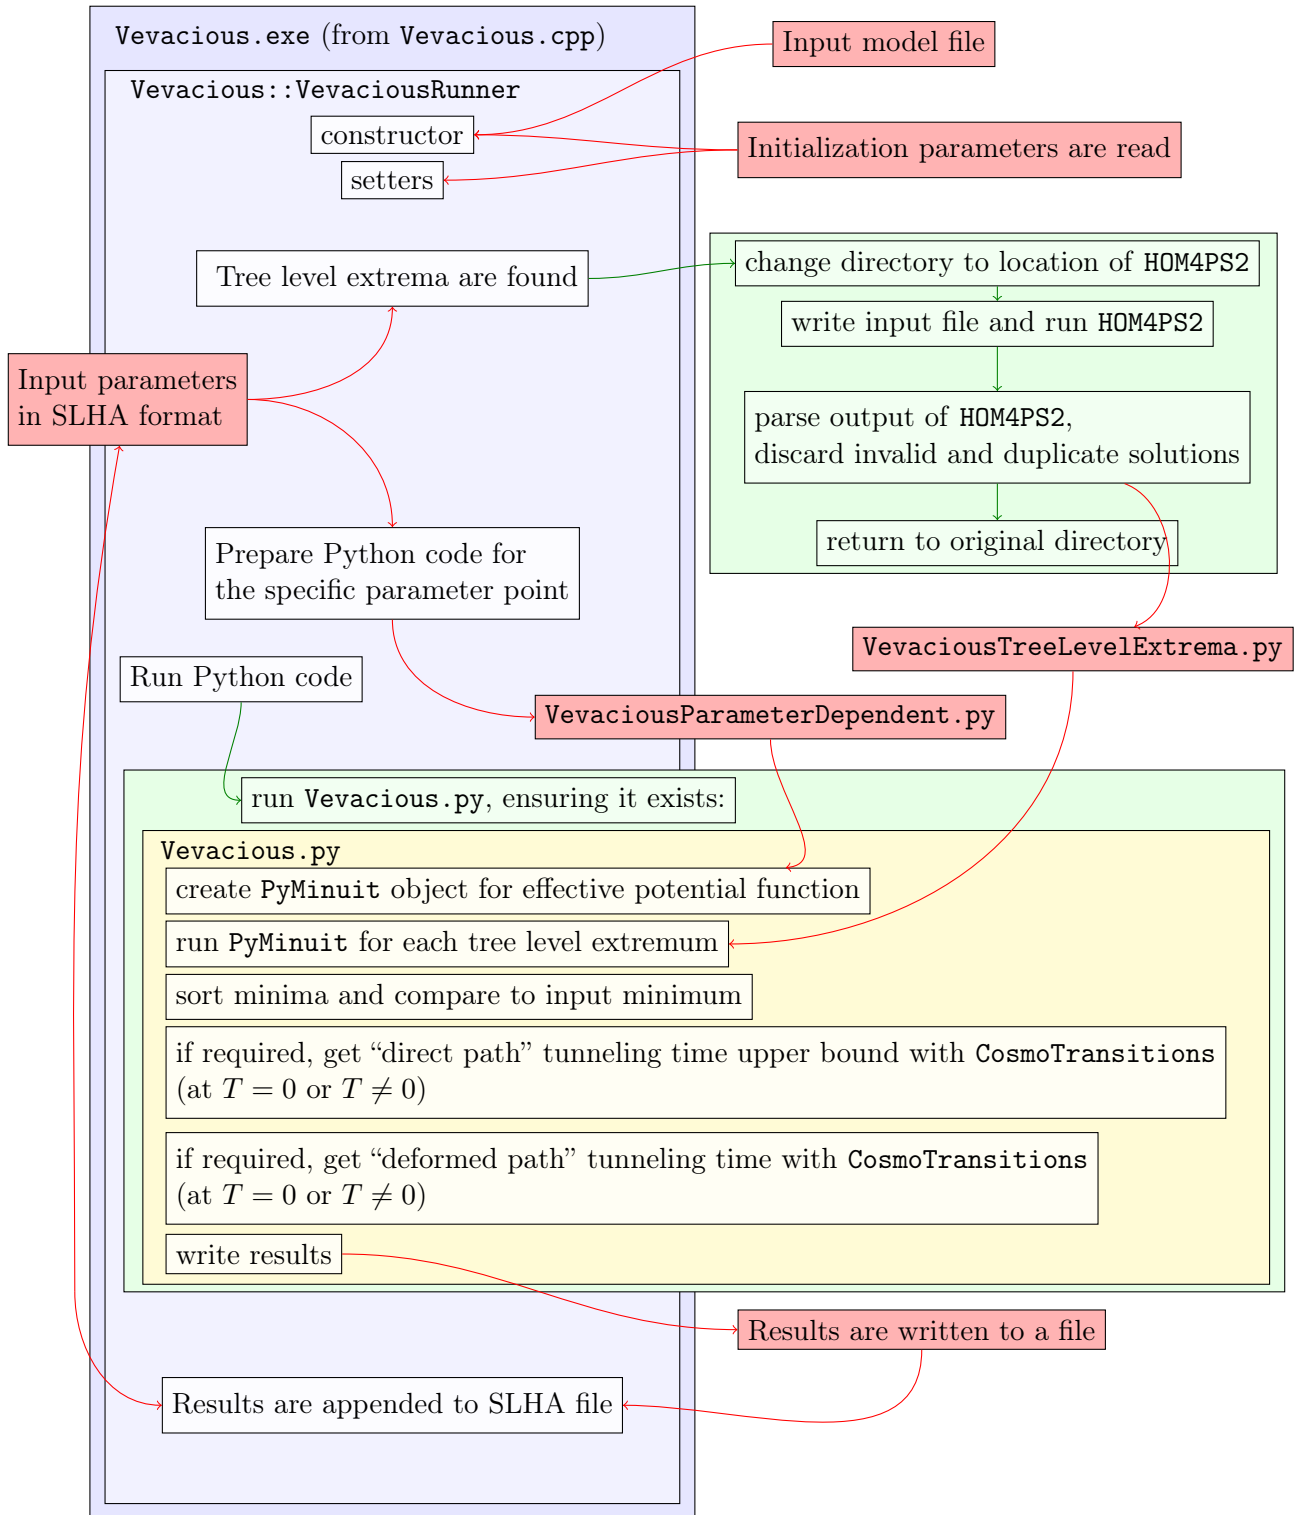 Vevacious.exe (from Vevacious.cpp)
Input model file
Vevacious::VevaciousRunner
constructor
Initialization parameters are read
setters
Tree level extrema are found
change directory to location of HOM4PS2
write input file and run HOM4PS2
Input parameters
in SLHA format
parse output of HOM4PS2,
discard invalid and duplicate solutions
return to original directory
Prepare Python code for
the specific parameter point
VevaciousTreeLevelExtrema.py
Run Python code
VevaciousParameterDependent.py
run Vevacious.py, ensuring it exists:
Vevacious.py
create PyMinuit object for effective potential function
run PyMinuit for each tree level extremum
sort minima and compare to input minimum
if required, get “direct path” tunneling time upper bound with CosmoTransitions
(at T = 0 or T ≠ 0)
if required, get “deformed path” tunneling time with CosmoTransitions
(at T = 0 or T ≠ 0)
write results
Results are written to a file
Results are appended to SLHA file